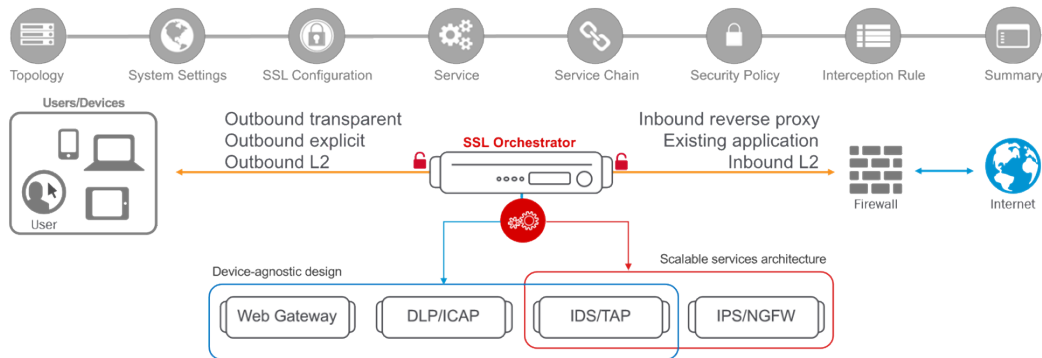 Topology
System Settings
SSL Configuration
Service
Service Chain
Security Policy
Interception Rule
Summary
Users/Devices
User
Outbound transparent
Outbound explicit
Outbound L2
SSL Orchestrator
Inbound reverse proxy
Existing application
Inbound L2
Firewall
Internet
Device-agnostic design
Scalable services architecture
Web Gateway
DLP/ICAP
IDS/TAP
IPS/NGFW